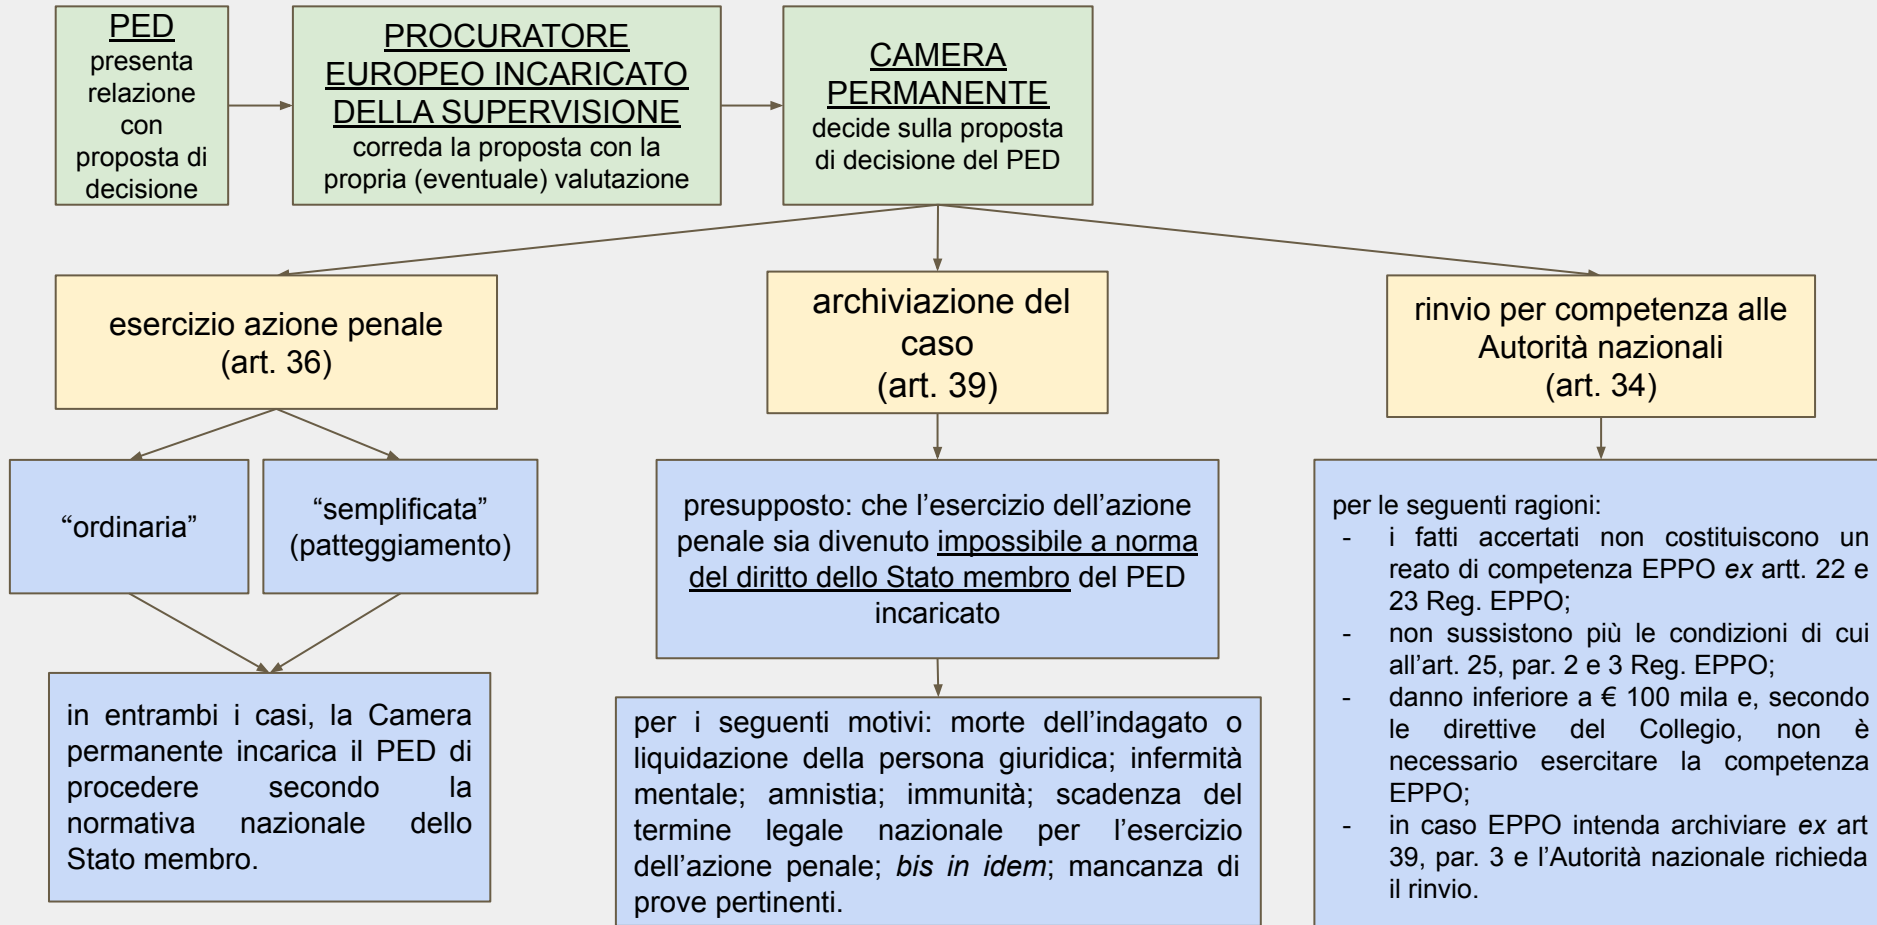 PED
presenta
relazione
con
proposta di
decisione
PROCURATORE
EUROPEO INCARICATO
DELLA SUPERVISIONE
correda la proposta con la
propria (eventuale) valutazione
CAMERA
PERMANENTE
decide sulla proposta
di decisione del PED
esercizio azione penale
(art. 36)
archiviazione del
caso
(art. 39)
rinvio per competenza alle
Autorità nazionali
(art. 34)
“ordinaria”
“semplificata”
(patteggiamento)
in entrambi i casi, la Camera
permanente incarica il PED di
procedere secondo la
normativa nazionale dello
Stato membro.
presupposto: che l’esercizio dell’azione
penale sia divenuto impossibile a norma
del diritto dello Stato membro del PED
incaricato
per i seguenti motivi: morte dell’indagato o
liquidazione della persona giuridica; infermità
mentale; amnistia; immunità; scadenza del
termine legale nazionale per l’esercizio
dell’azione penale; bis in idem; mancanza di
prove pertinenti.
per le seguenti ragioni:
- i fatti accertati non costituiscono un
reato di competenza EPPO ex artt. 22 e
23 Reg. EPPO;
- non sussistono più le condizioni di cui
all’art. 25, par. 2 e 3 Reg. EPPO;
- danno inferiore a € 100 mila e, secondo
le direttive del Collegio, non è
necessario esercitare la competenza
EPPO;
- in caso EPPO intenda archiviare ex art
39, par. 3 e l’Autorità nazionale richieda
il rinvio.